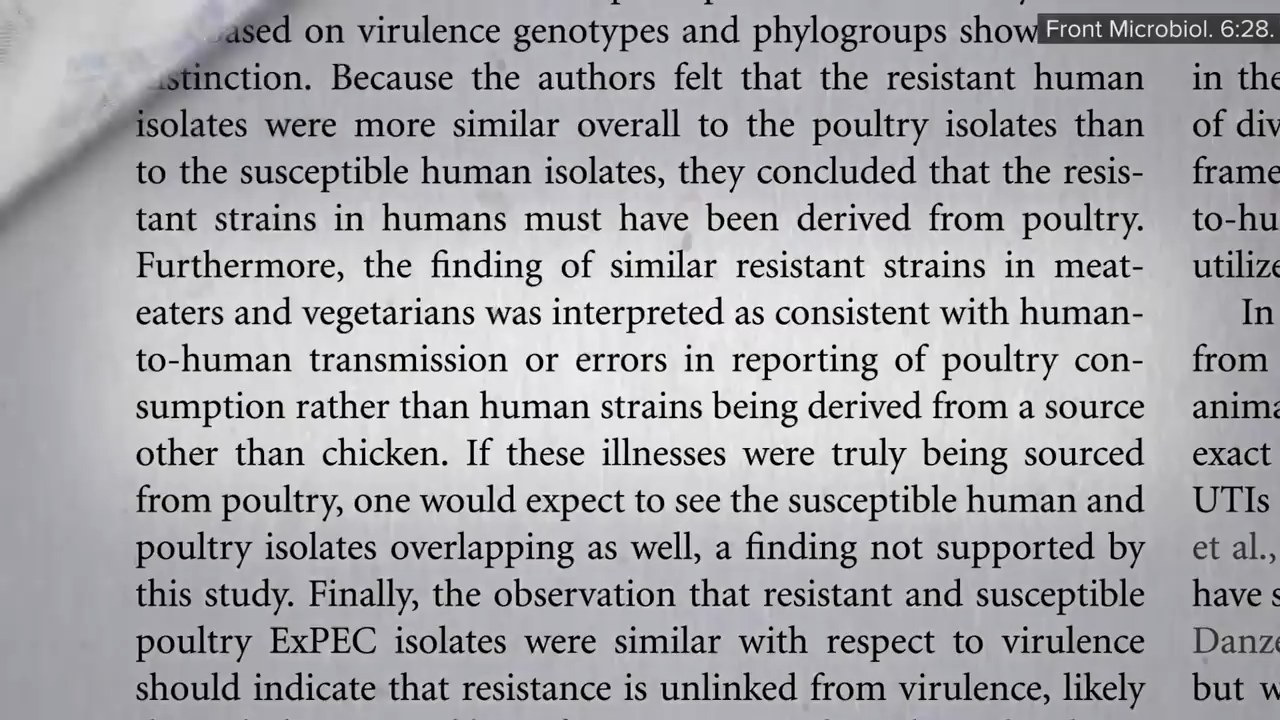 ased on virulence genotypes and phylogroups show
Front Microbiol. 6:28.
stinction. Because the authors felt that the resistant human
isolates were more similar overall to the poultry isolates than
to the susceptible human isolates, they concluded that the resis-
tant strains in humans must have been derived from poultry.
Furthermore, the finding of similar resistant strains in meat-
eaters and vegetarians was interpreted as consistent with human-
to-human transmission or errors in reporting of poultry con-
sumption rather than human strains being derived from a source
other than chicken. If these illnesses were truly being sourced
from poultry, one would expect to see the susceptible human and
poultry isolates overlapping as well, a finding not supported by
this study. Finally, the observation that resistant and susceptible
poultry ExPEC isolates were similar with respect to virulence
should indicate that resistance is unlinked from virulence, likely
in the
of div
frame
to-hu
utilize
In
from
anima
exact
UTIs
et al.,
have s
Danze
but w